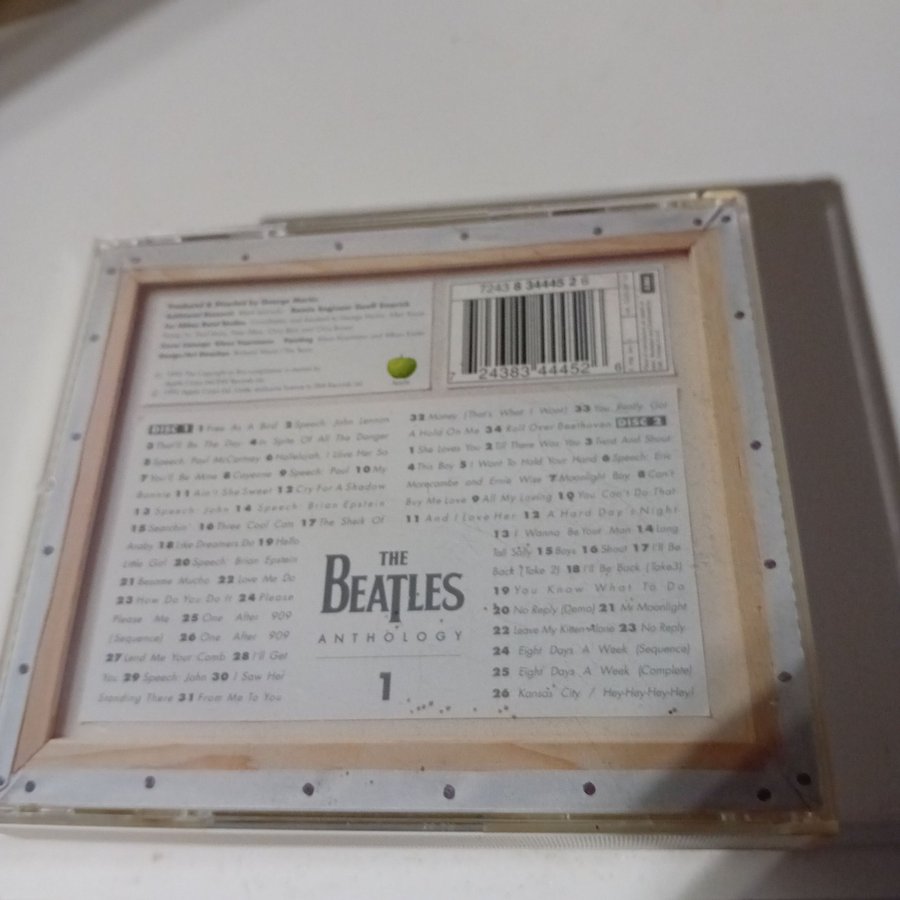 Produced & Directed by George Martin
7243 8 34445 2 6
7 24383 44452 6
DISC 1 1 Free As A Bird 2 Speech: John Lennon
3 That'll Be The Day 4 In Spite Of All The Danger
5 Speech: Paul McCartney 6 Hallelujah, I Love Her So
7 You'll Be Mine 8 Cayenne 9 Speech: Paul 10 My
Bonnie 11 Ain't She Sweet 12 Cry For A Shadow
13 Speech: John 14 Speech: Brian Epstein
15 Searchin' 16 Three Cool Cats 17 The Sheik Of
Araby 18 Like Dreamers Do 19 Hello
Little Girl 20 Speech: Brian Epstein
21 Besame Mucho 22 Love Me Do
23 How Do You Do It 24 Please
Please Me 25 One After 909
(Sequence) 26 One After 909
27 Lend Me Your Comb 28 I'll Get
You 29 Speech: John 30 I Saw Her
Standing There 31 From Me To You
32 Money (That's What I Want) 33 You Really Got
A Hold On Me 34 Roll Over Beethoven DISC 2
1 She Loves You 2 Till There Was You 3 Twist And Shout
4 This Boy 5 I Want To Hold Your Hand 6 Speech: Eric
Morecambe and Ernie Wise 7 Moonlight Bay 8 Can't
Buy Me Love 9 All My Loving 10 You Can't Do That
11 And I Love Her 12 A Hard Day's Night
13 I Wanna Be Your Man 14 Long
Tall Sally 15 Boys 16 Shout 17 I'll Be
Back (Take 2) 18 I'll Be Back (Take3)
19 You Know What To Do
20 No Reply (Demo) 21 Mr Moonlight
22 Leave My Kitten Alone 23 No Reply
24 Eight Days A Week (Sequence)
25 Eight Days A Week (Complete)
26 Kansas City / Hey-Hey-Hey-Hey!
THE
BEATLES
ANTHOLOGY
1